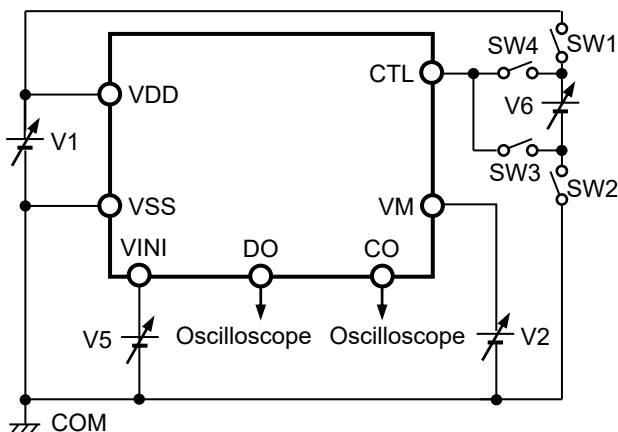 SW1
SW4
CTL
VDD
V6
V1
SW3
SW2
VSS
VM
VINI
DO
CO
V5
Oscilloscope
Oscilloscope
V2
COM